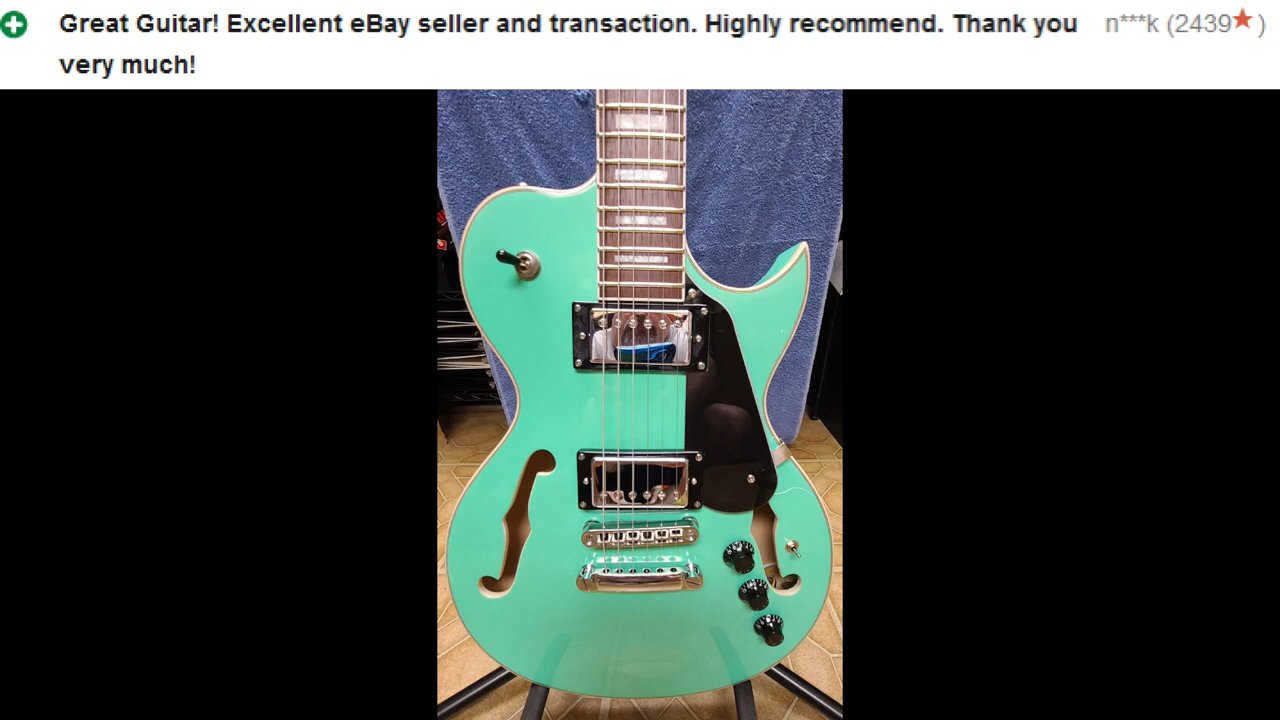 Great Guitar! Excellent eBay seller and transaction. Highly recommend. Thank you n***k (2439★)
very much!